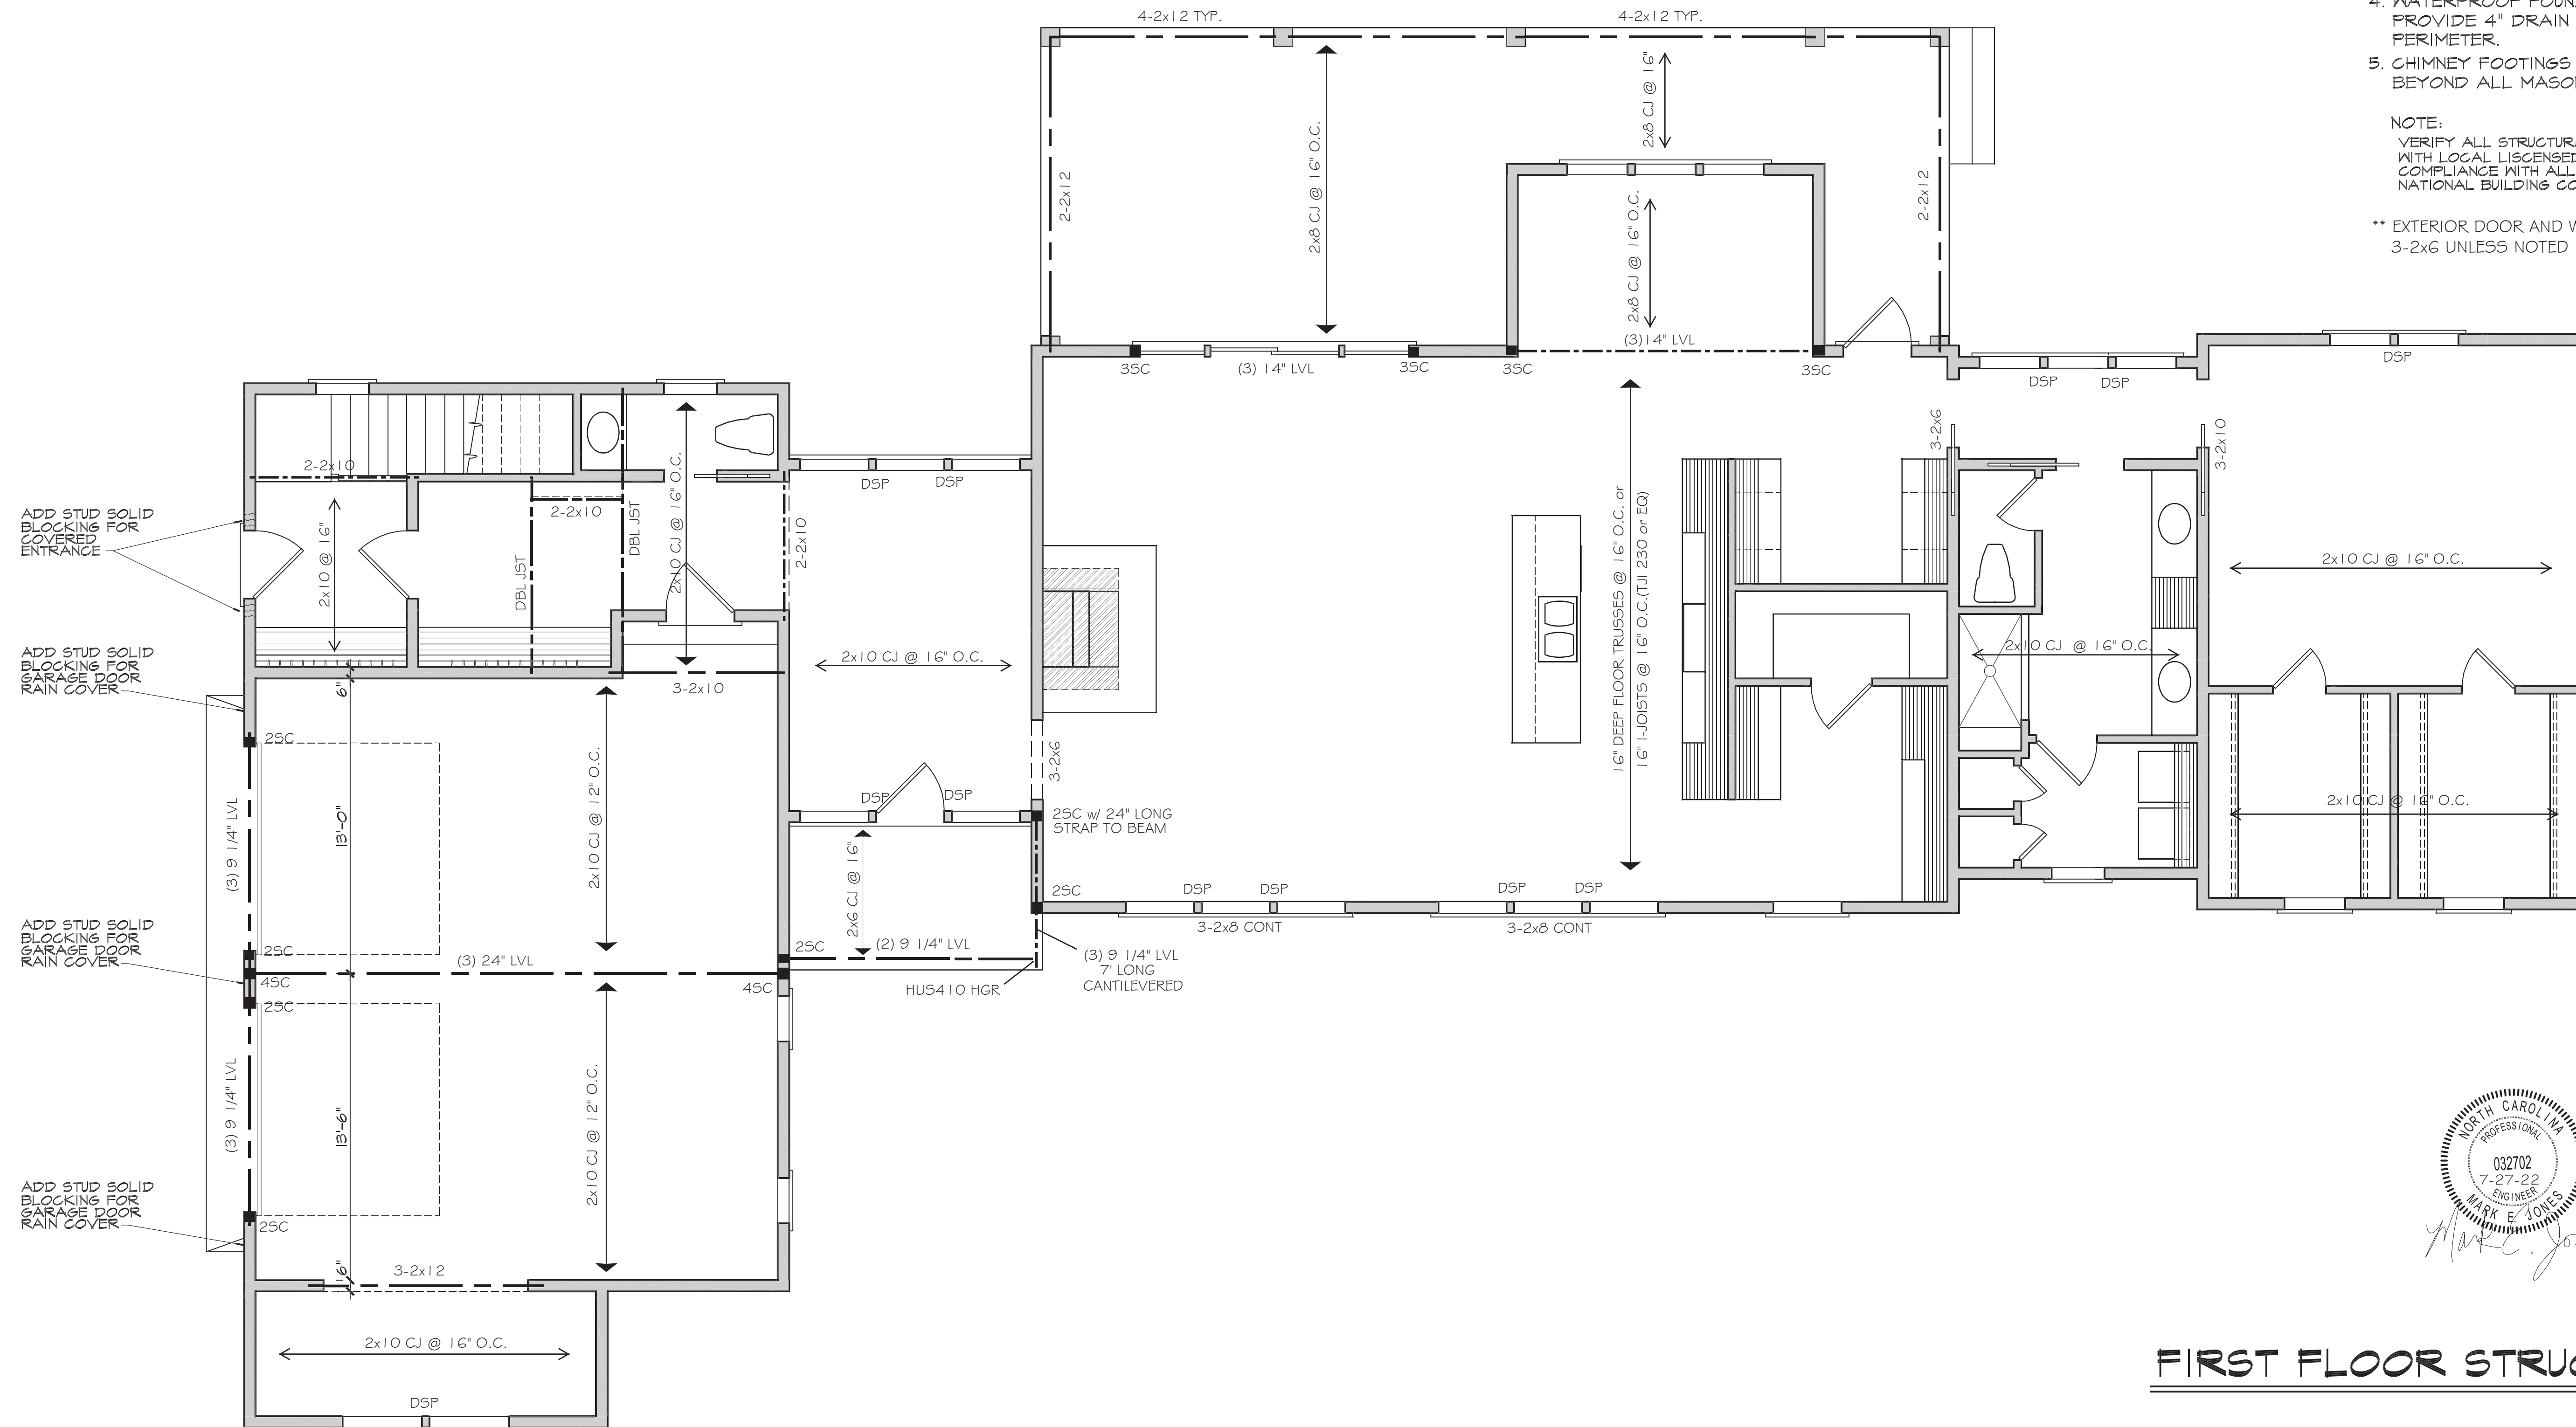 4-2x12 TYP.
4-2x12 TYP.
4. WATERPROOF
PROVIDE 4" DRAIN
PERIMETER.
5. CHIMNEY FOOTINGS
BEYOND ALL
NOTE:
VERIFY ALL
WITH LOCAL LISCENSED
COMPLIANCE WITH ALL
NATIONAL BUILDING
** EXTERIOR DOOR AND
3-2x6 UNLESS NOTED
2-2x12
2x8 CJ @ 16" O.C.
2x8 CJ @ 16"
2x8 CJ @ 16" O.C.
2-2x12
(3)14" LVL
3SC
(3) 14" LVL
3SC
3SC
3SC
DSP
DSP
DSP
3-2x6
3-2x10
2-2x10
2x10 CJ @ 16" O.C.
DSP
DSP
2-2x10
DBL JST
2-2x10
DBL JST
2x10 @ 16"
ADD STUD SOLID
BLOCKING FOR
COVERED
ENTRANCE
16" DEEP FLOOR TRUSSES @ 16" O.C. or
16" I-JOISTS @ 16" O.C.(TJI 230 or EQ)
2x10 CJ @ 16" O.C.
2x10 CJ @ 16" O.C.
2x10 CJ @ 16" O.C.
ADD STUD SOLID
BLOCKING FOR
GARAGE DOOR
RAIN COVER
6"
3-2x10
2SC
3-2x6
2x10 CJ @ 12" O.C.
13'-0"
(3) 9 1/4" LVL
DSP
DSP
2SC w/ 24" LONG
STRAP TO BEAM
2x10 CJ @ 16" O.C.
2x6 CJ @ 16"
2SC
DSP
DSP
DSP
DSP
3-2x8 CONT
3-2x8 CONT
ADD STUD SOLID
BLOCKING FOR
GARAGE DOOR
RAIN COVER
2SC
(3) 24" LVL
2SC
(2) 9 1/4" LVL
4SC
4SC
2SC
HUS410 HGR
(3) 9 1/4" LVL
7' LONG
CANTILEVERED
(3) 9 1/4" LVL
13'-6"
2x10 CJ @ 12" O.C.
ADD STUD SOLID
BLOCKING FOR
GARAGE DOOR
RAIN COVER
2SC
6"
3-2x12
2x10 CJ @ 16" O.C.
DSP
NORTH CAROLINA
PROFESSIONAL
032702
7-27-22
ENGINEER
MARK E. JONES
Mark E.
FIRST FLOOR